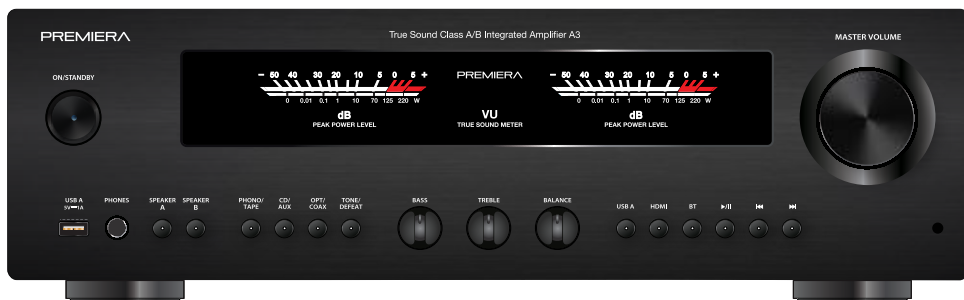 PREMIERA
True Sound Class A/B Integrated Amplifier A3
MASTER VOLUME
ON/STANDBY
− 50 40 30 20 10 5 0 5 +
0 0.01 0.1 1 10 70 125 220 W
dB
PEAK POWER LEVEL
PREMIERA
VU
TRUE SOUND METER
− 50 40 30 20 10 5 0 5 +
0 0.01 0.1 1 10 70 125 220 W
dB
PEAK POWER LEVEL
USB A
5V⎓1A
PHONES
SPEAKER
A
SPEAKER
B
PHONO/
TAPE
CD/
AUX
OPT/
COAX
TONE/
DEFEAT
BASS
TREBLE
BALANCE
USB A
HDMI
BT